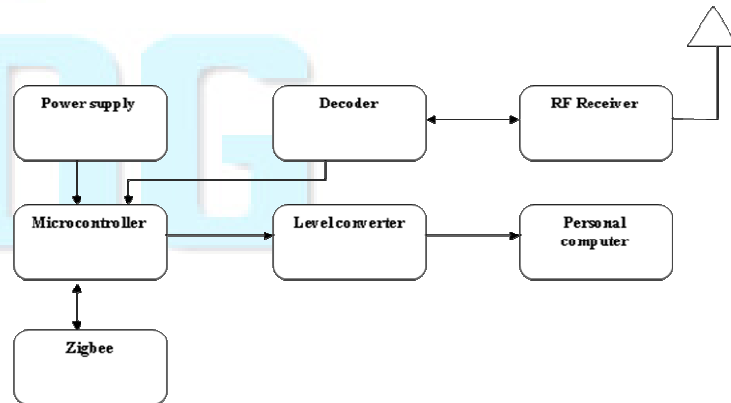 Power supply
Decoder
RF Receiver
Microcontroller
Level converter
Personal
computer
Zigbee